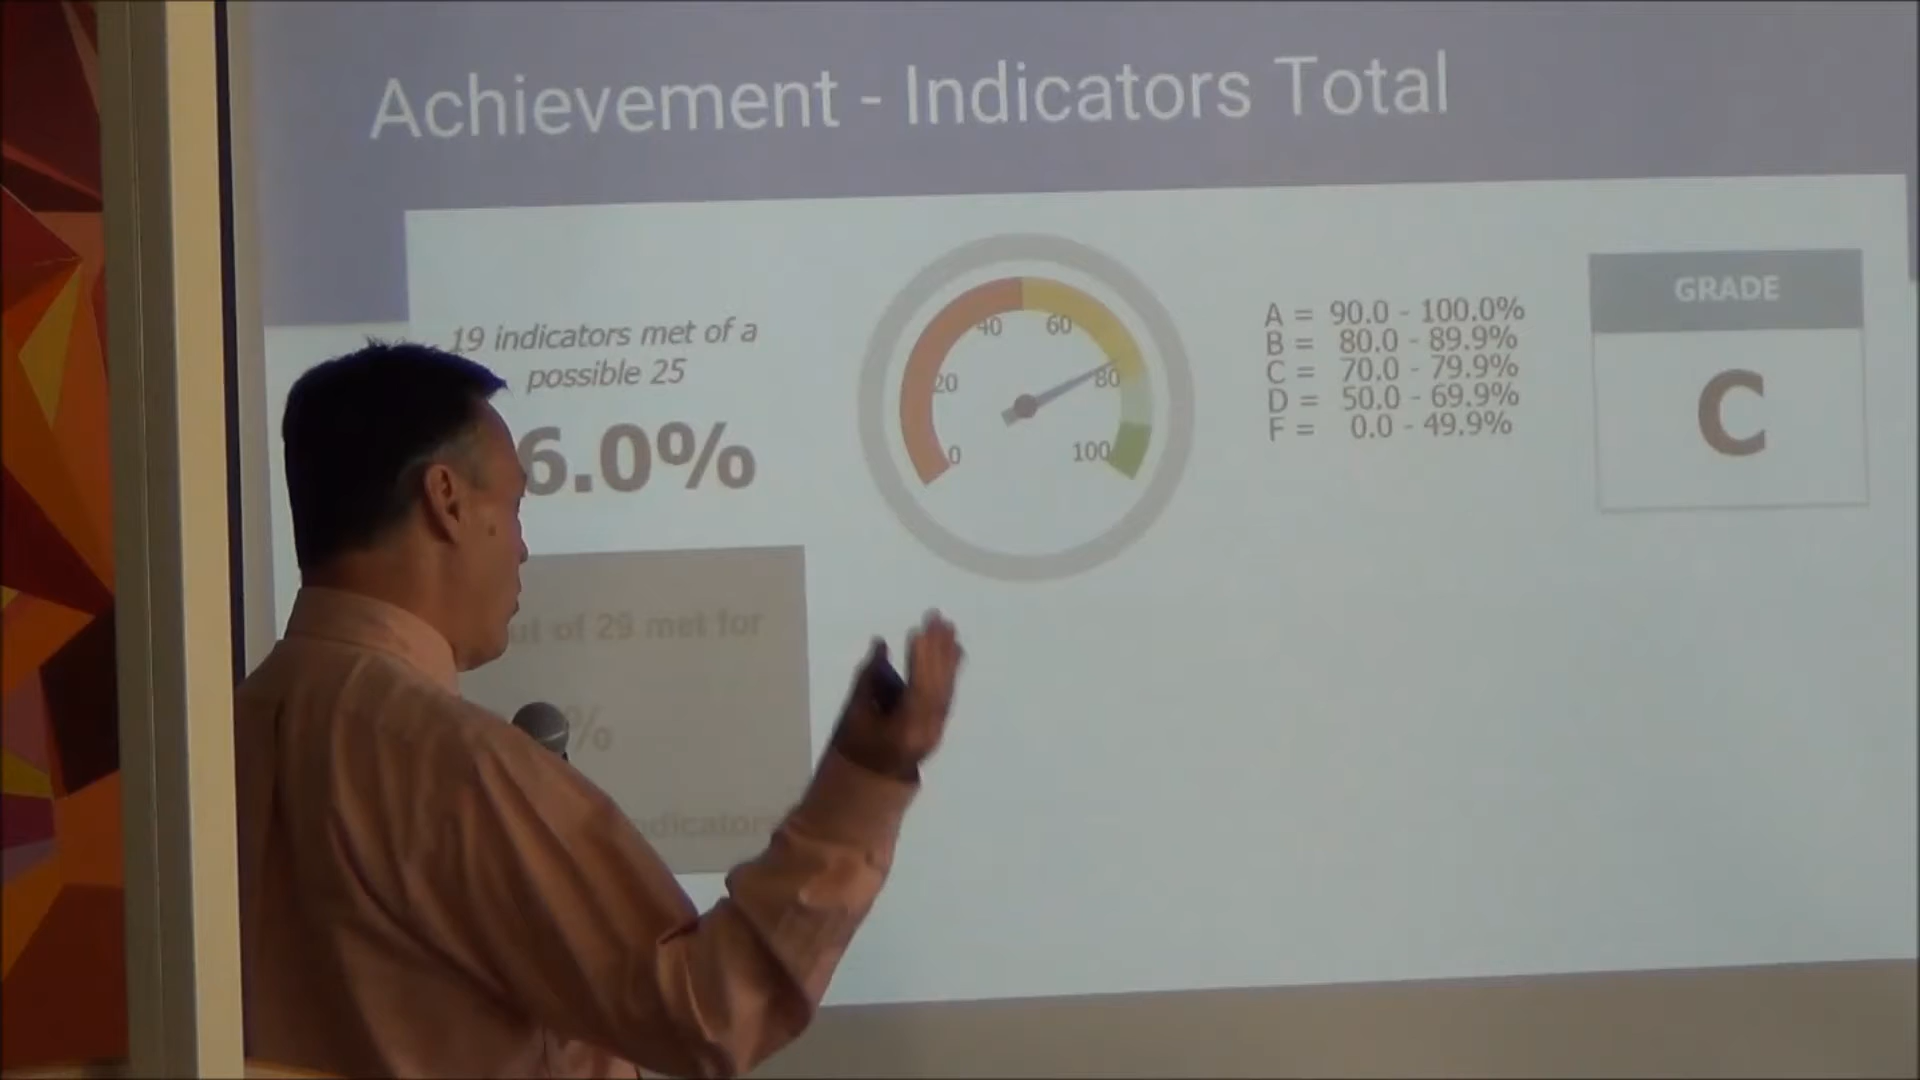 Achievement - Indicators Total
19 indicators met of a
possible 25
6.0%
0
20
40
60
80
100
A = 90.0 - 100.0%
B = 80.0 - 89.9%
C = 70.0 - 79.9%
D = 50.0 - 69.9%
F = 0.0 - 49.9%
GRADE
C
ut of 29 met for
%
ndicators